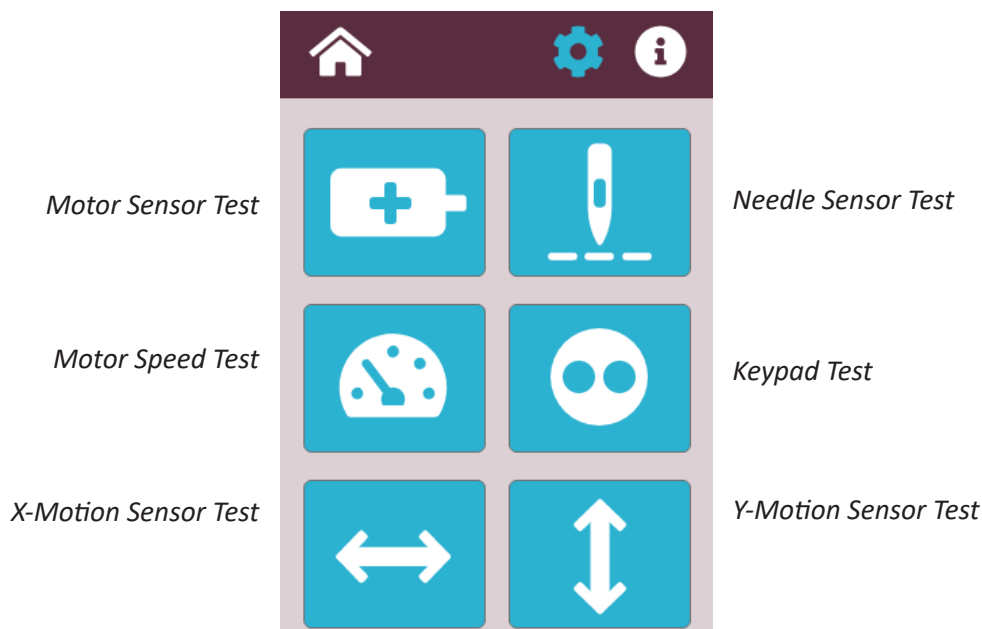 Motor Sensor Test
Needle Sensor Test
Motor Speed Test
Keypad Test
X-Motion Sensor Test
Y-Motion Sensor Test